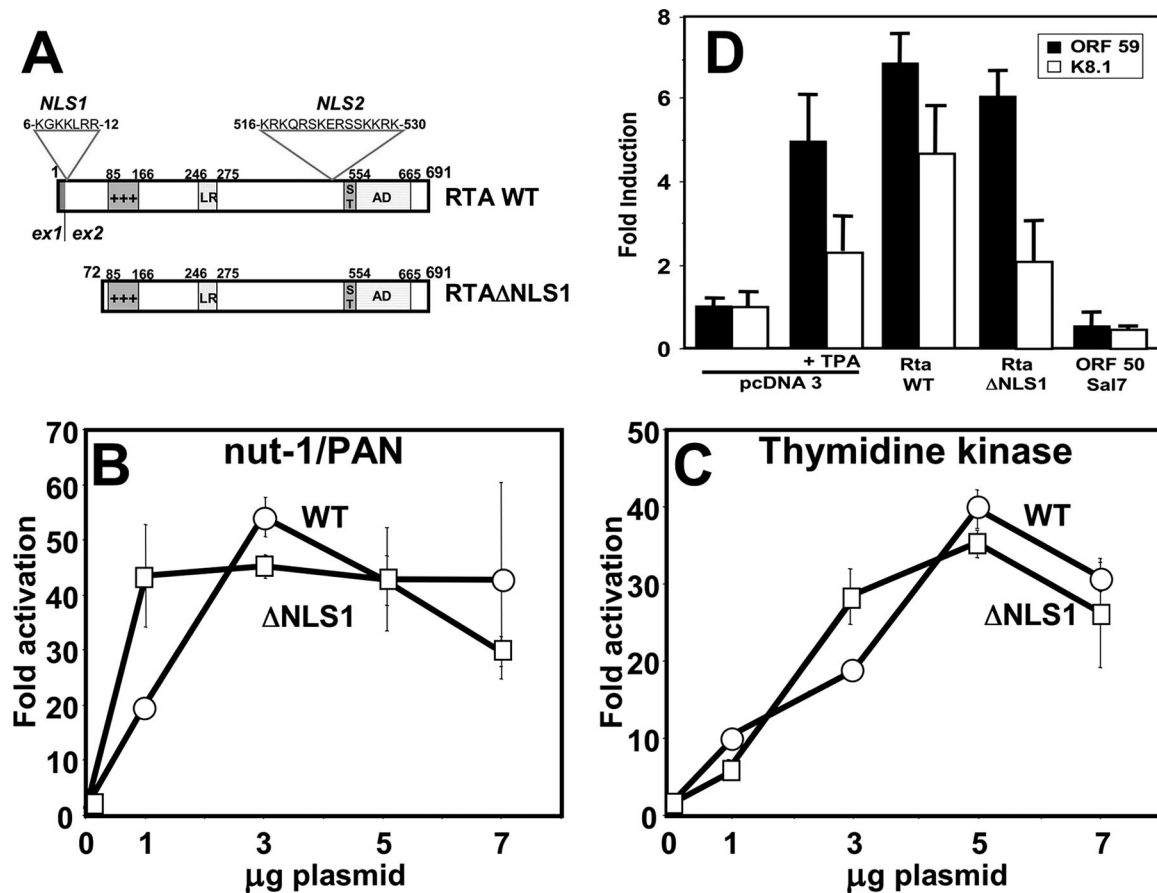 A
NLS1
6-KGKKLRR-12
NLS2
516-KRKQRSKERSSKKRK-530
1 85 166 246 275 554 665 691
+++ LR S T AD
RTA WT
ex1 ex2
72 85 166 246 275 554 665 691
+++ LR S T AD
RTAΔNLS1
D
ORF 59
K8.1
Fold Induction
8
6
4
2
0
+ TPA
pcDNA 3
Rta
WT
Rta
ΔNLS1
ORF 50
Sal7
B
nut-1/PAN
WT
ΔNLS1
Fold activation
70
60
50
40
30
20
10
0
0 1 3 5 7
µg plasmid
C
Thymidine kinase
WT
ΔNLS1
Fold activation
50
40
30
20
10
0
0 1 3 5 7
µg plasmid